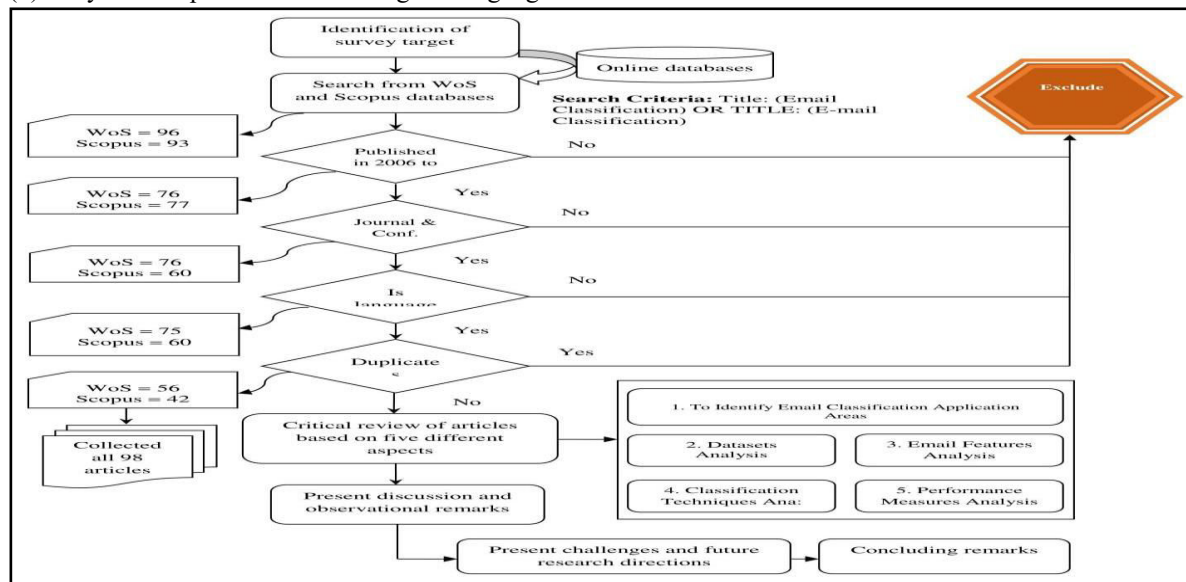 Identification of
survey target
Online databases
Search from WoS
and Scopus databases
Search Criteria: Title: (Email
Classification) OR TITLE: (E-mail
Classification)
Exclude
WoS = 96
Scopus = 93
Published
in 2006 to
No
Yes
WoS = 76
Scopus = 77
Journal &
Conf.
No
Yes
WoS = 76
Scopus = 60
Is
language
No
Yes
WoS = 75
Scopus = 60
Duplicate
s
Yes
No
WoS = 56
Scopus = 42
Collected
all 98
articles
Critical review of articles
based on five different
aspects
1. To Identify Email Classification Application
Areas
2. Datasets
Analysis
3. Email Features
Analysis
4. Classification
Techniques Ana:
5. Performance
Measures Analysis
Present discussion and
observational remarks
Present challenges and future
research directions
Concluding remarks